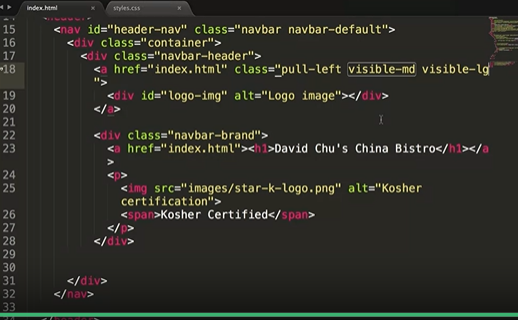 index.html × styles.css ×
14 <header>
15 <nav id="header-nav" class="navbar navbar-default">
16 <div class="container">
17 <div class="navbar-header">
18 <a href="index.html" class="pull-left visible-md visible-lg
">
19 <div id="logo-img" alt="Logo image"></div>
20 </a>
21
22 <div class="navbar-brand">
23 <a href="index.html"><h1>David Chu's China Bistro</h1></a
>
24 <p>
25 <img src="images/star-k-logo.png" alt="Kosher
certification">
26 <span>Kosher Certified</span>
27 </p>
28 </div>
29
30
31 </div>
32 </nav>
33
34 </header>